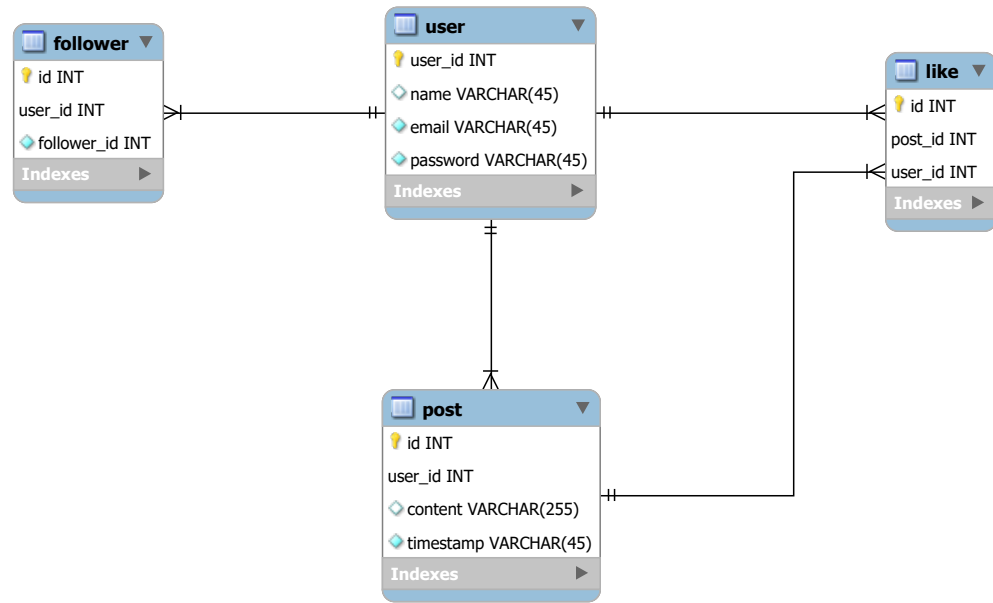 follower
id INT
user_id INT
follower_id INT
Indexes
user
user_id INT
name VARCHAR(45)
email VARCHAR(45)
password VARCHAR(45)
Indexes
like
id INT
post_id INT
user_id INT
Indexes
post
id INT
user_id INT
content VARCHAR(255)
timestamp VARCHAR(45)
Indexes